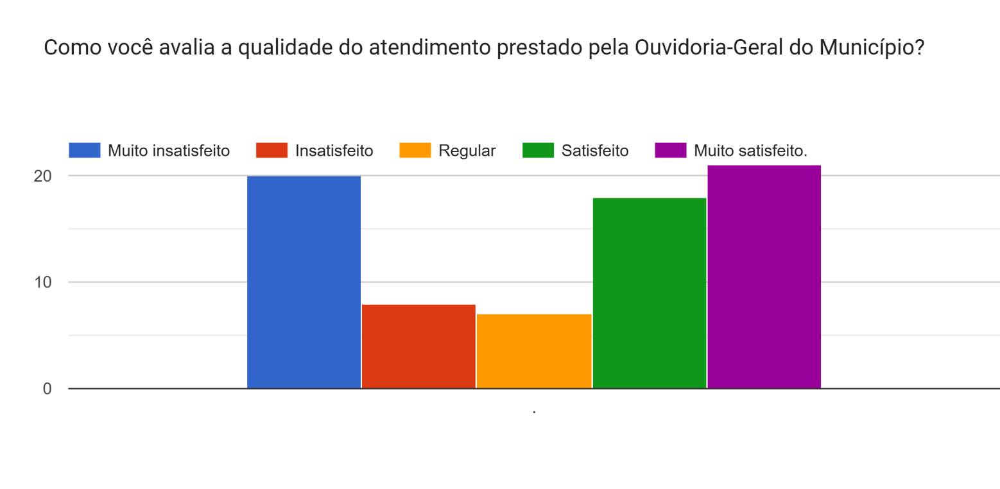 Como você avalia a qualidade do atendimento prestado pela Ouvidoria-Geral do Município?
Muito insatisfeito Insatisfeito Regular Satisfeito Muito satisfeito.
20
10
0
.